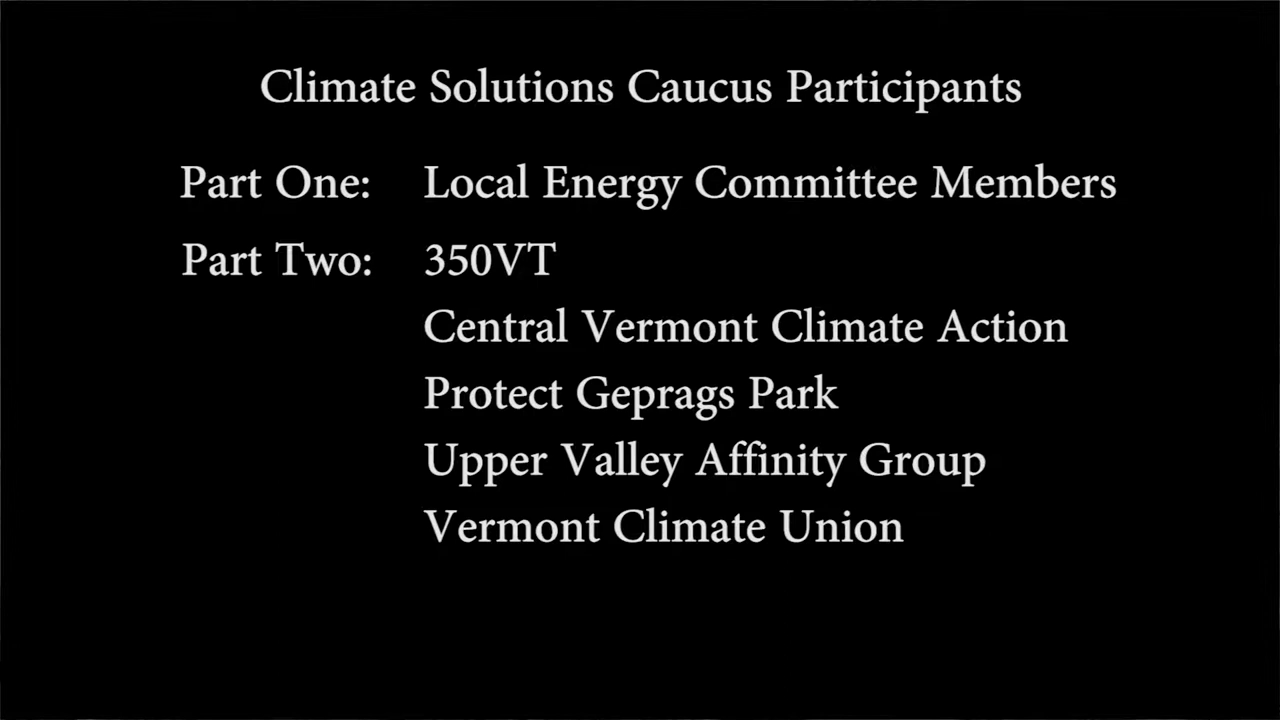 Climate Solutions Caucus Participants
Part One: Local Energy Committee Members
Part Two: 350VT
Central Vermont Climate Action
Protect Geprags Park
Upper Valley Affinity Group
Vermont Climate Union